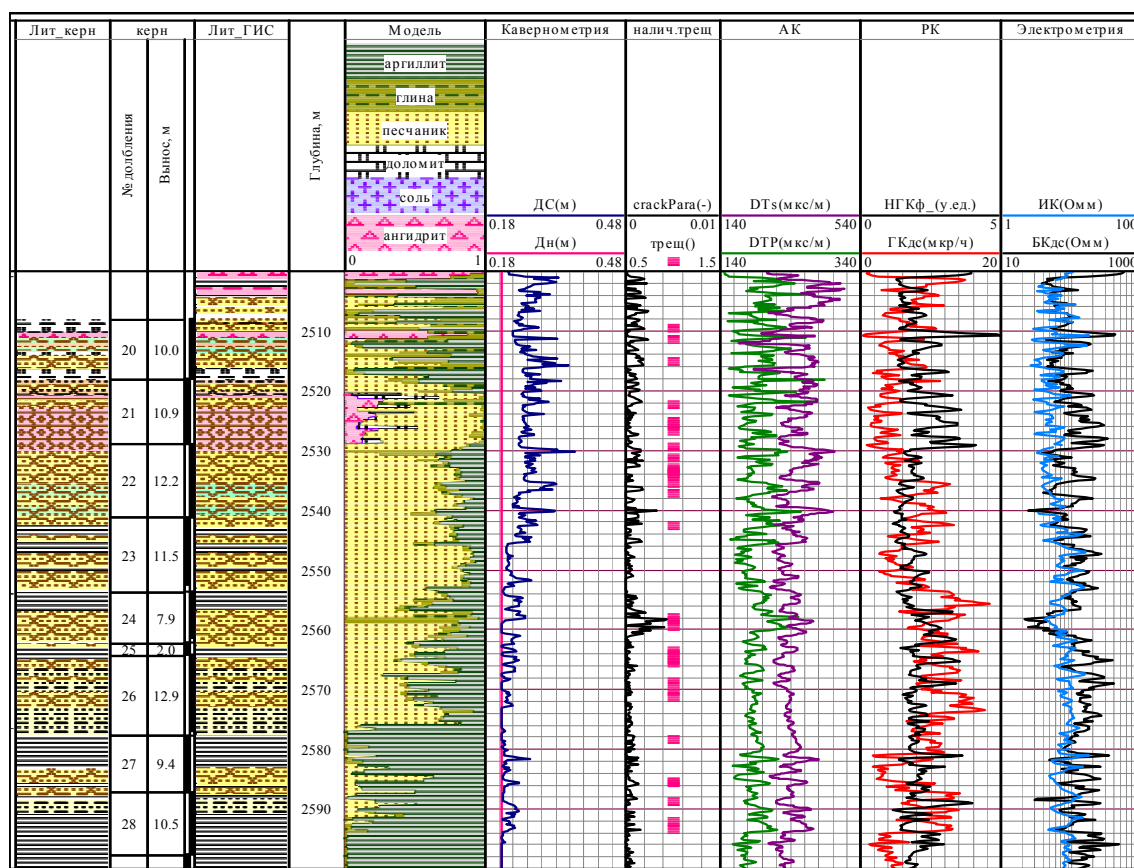 Лит_керн керн Лит_ГИС Модель Кавернометрия налич.трещ АК РК Электрометрия
№ долбления
Вынос, м
Глубина, м
аргиллит
глина
песчаник
доломит
соль
ангидрит
0 1
ДС(м)
0.18 0.48
Дн(м)
0.18 0.48
crackPara(-)
0 0.01
трещ()
0.5 1.5
DTs(мкс/м)
140 540
DTP(мкс/м)
140 340
НГКф_(у.ед.)
0 5
ГКдс(мкр/ч)
0 20
ИК(Омм)
1 100
БКдс(Омм)
10 1000
2510
20 10.0
2520
21 10.9
2530
22 12.2
2540
23 11.5
2550
24 7.9
2560
25 2.0
26 12.9
2570
2580
27 9.4
2590
28 10.5